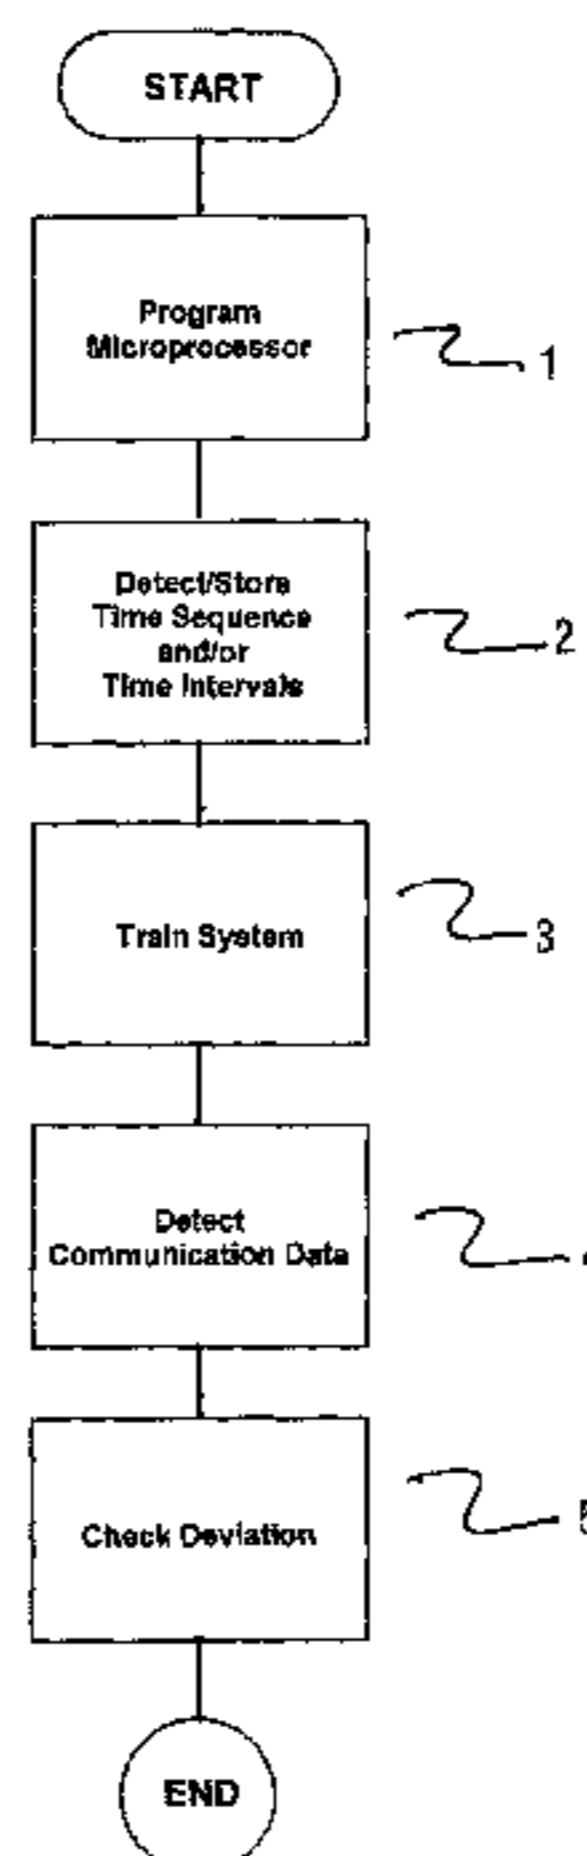 START
Program
Microprocessor
1
Detect/Store
Time Sequence
and/or
Time Intervals
2
Train System
3
Detect
Communication Data
Check Deviation
5
END